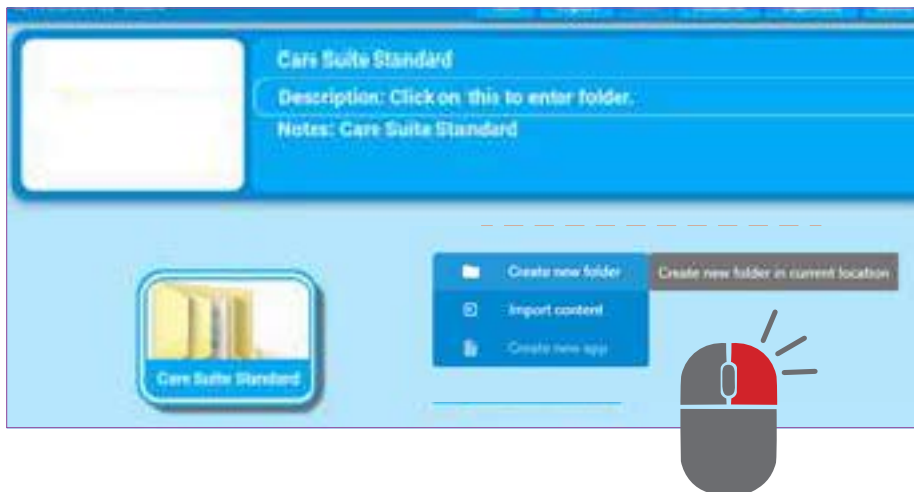 Care Suite Standard
Description: Click on this to enter folder.
Notes: Care Suite Standard
Create new folder
Create new folder in current location
Import content
Create new app
Care Suite Standard